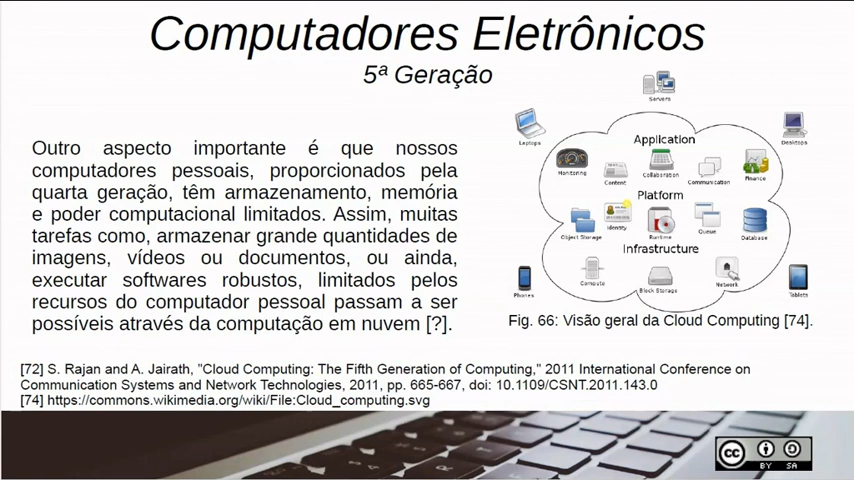 Computadores Eletrônicos
5ª Geração
Outro aspecto importante é que nossos
computadores pessoais, proporcionados pela
quarta geração, têm armazenamento, memória
e poder computacional limitados. Assim, muitas
tarefas como, armazenar grande quantidades de
imagens, vídeos ou documentos, ou ainda,
executar softwares robustos, limitados pelos
recursos do computador pessoal passam a ser
possíveis através da computação em nuvem [?].
Servers
Laptops
Desktops
Application
Monitoring
Content
Collaboration
Communication
Finance
Platform
Object Storage
Identity
Runtime
Queue
Database
Infrastructure
Compute
Block Storage
Network
Phones
Tablets
Fig. 66: Visão geral da Cloud Computing [74].
[72] S. Rajan and A. Jairath, "Cloud Computing: The Fifth Generation of Computing," 2011 International Conference on
Communication Systems and Network Technologies, 2011, pp. 665-667, doi: 10.1109/CSNT.2011.143.0
[74] https://commons.wikimedia.org/wiki/File:Cloud_computing.svg
cc
BY SA